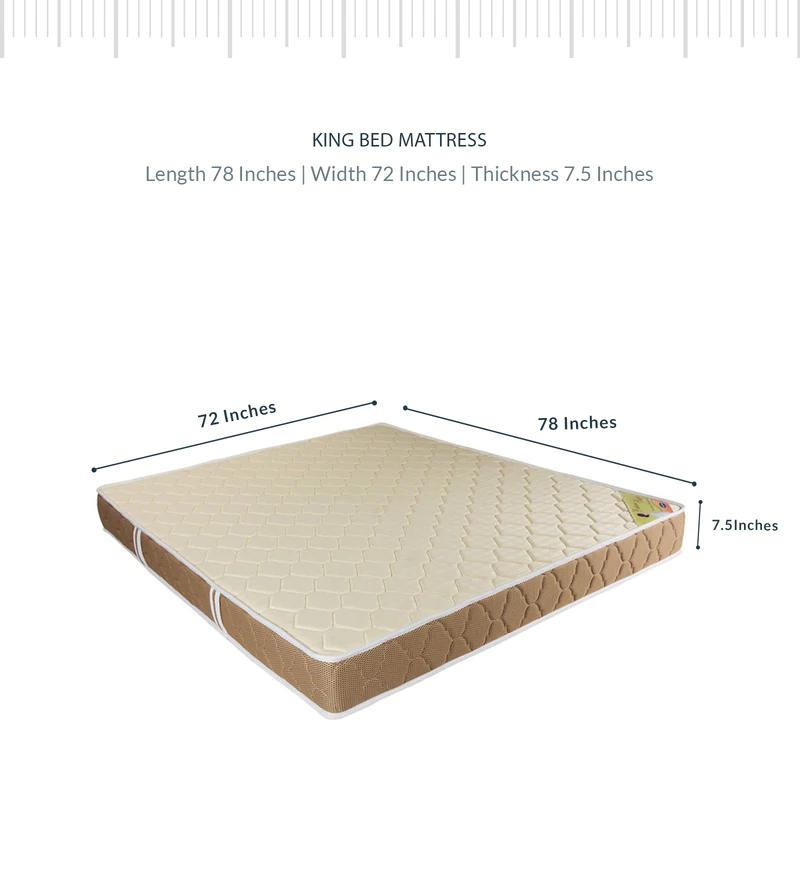 KING BED MATTRESS
Length 78 Inches | Width 72 Inches | Thickness 7.5 Inches
72 Inches
78 Inches
7.5Inches